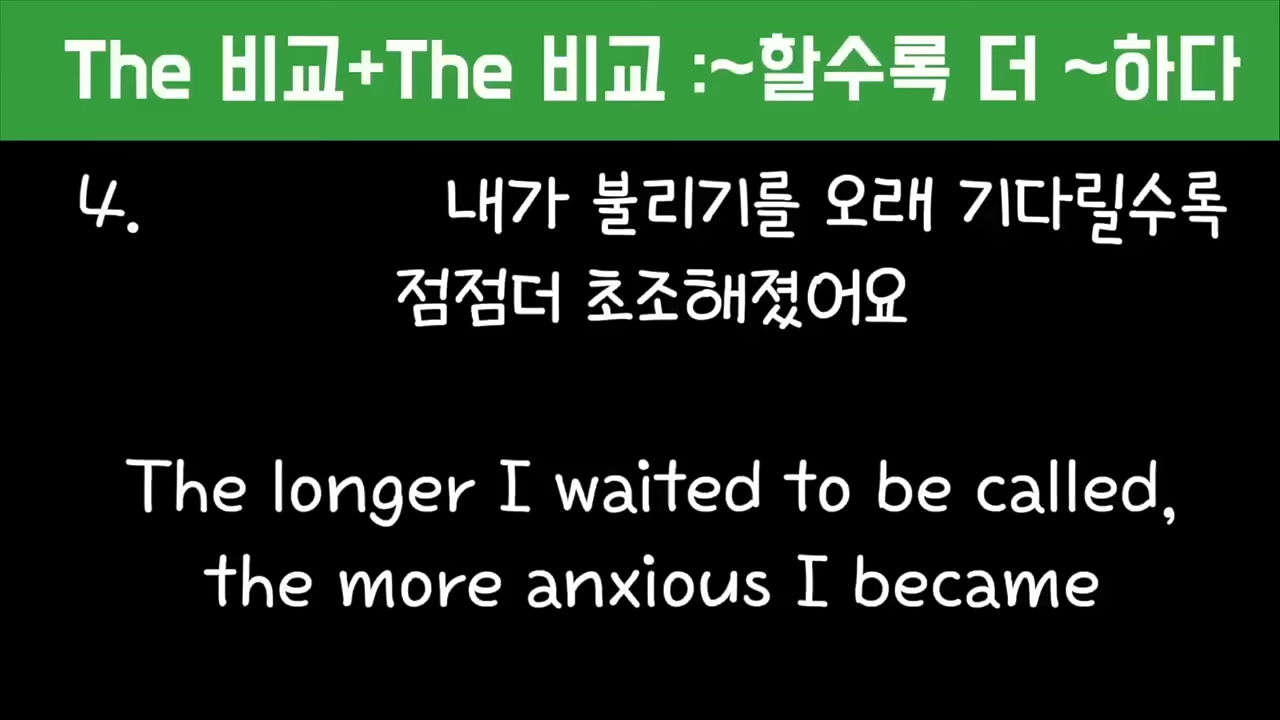 The 비교+The 비교 :~할수록 더 ~하다
4. 내가 불리기를 오래 기다릴수록
점점더 초조해졌어요
The longer I waited to be called,
the more anxious I became